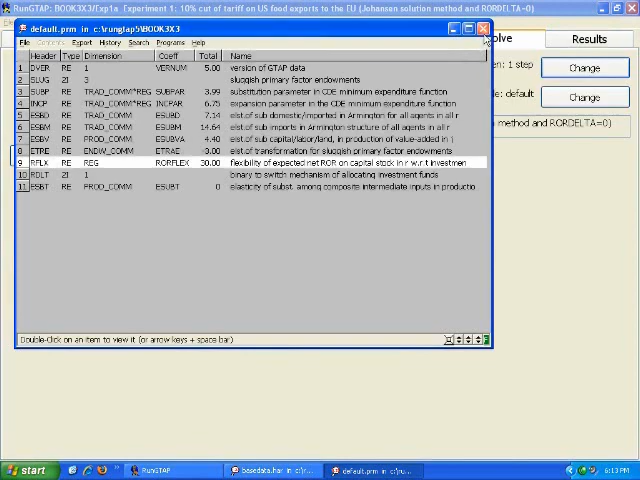 RunGTAP: BOOK3X3/Exp1a Experiment 1: 10% cut of tariff on US food exports to the EU (Johansen solution method and RORDELTA=0)
default.prm in c:\rungtap5\BOOK3X3
File Contents Export History Search Programs Help
Header Type Dimension Coeff Total Name
1 DVER RE 1 VERNUM 5.00 version of GTAP data
2 SLUG 2I 3 sluggish primary factor endowments
3 SUBP RE TRAD_COMM*REG SUBPAR 3.99 substitution parameter in CDE minimum expenditure function
4 INCP RE TRAD_COMM*REG INCPAR 6.75 expansion parameter in the CDE minimum expenditure function
5 ESBD RE TRAD_COMM ESUBD 7.14 elst.of sub domestic/imported in Armington for all agents in all r
6 ESBM RE TRAD_COMM ESUBM 14.64 elst.of sub imports in Armington structure of all agents in all r
7 ESBV RE PROD_COMM ESUBVA 4.40 elst.of sub capital/labor/land, in production of value-added in j
8 ETRE RE ENDW_COMM ETRAE -3.00 elst.of transformation for sluggish primary factor endowments
9 RFLX RE REG RORFLEX 30.00 flexibility of expected net ROR on capital stock in r w.r.t investmen
10 RDLT 2I 1 binary to switch mechanism of allocating investment funds
11 ESBT RE PROD_COMM ESUBT 0 elasticity of subst. among composite intermediate inputs in productio
Double-Click on an item to view it (or arrow keys + space bar)
olve Results
en: 1 step Change
le: default Change
method and RORDELTA=0)
start RunGTAP basedata.har in c:\r... default.prm in c:\ru... 6:13 PM